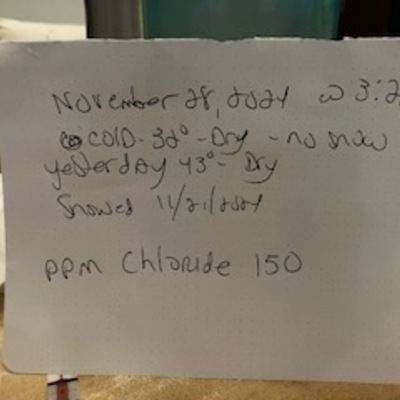 November 28, 2024 @ 3:2
COLD - 32° - Dry - no snow
yesterday 43° - Dry
Snowed 11/21/2024
ppm Chloride 150